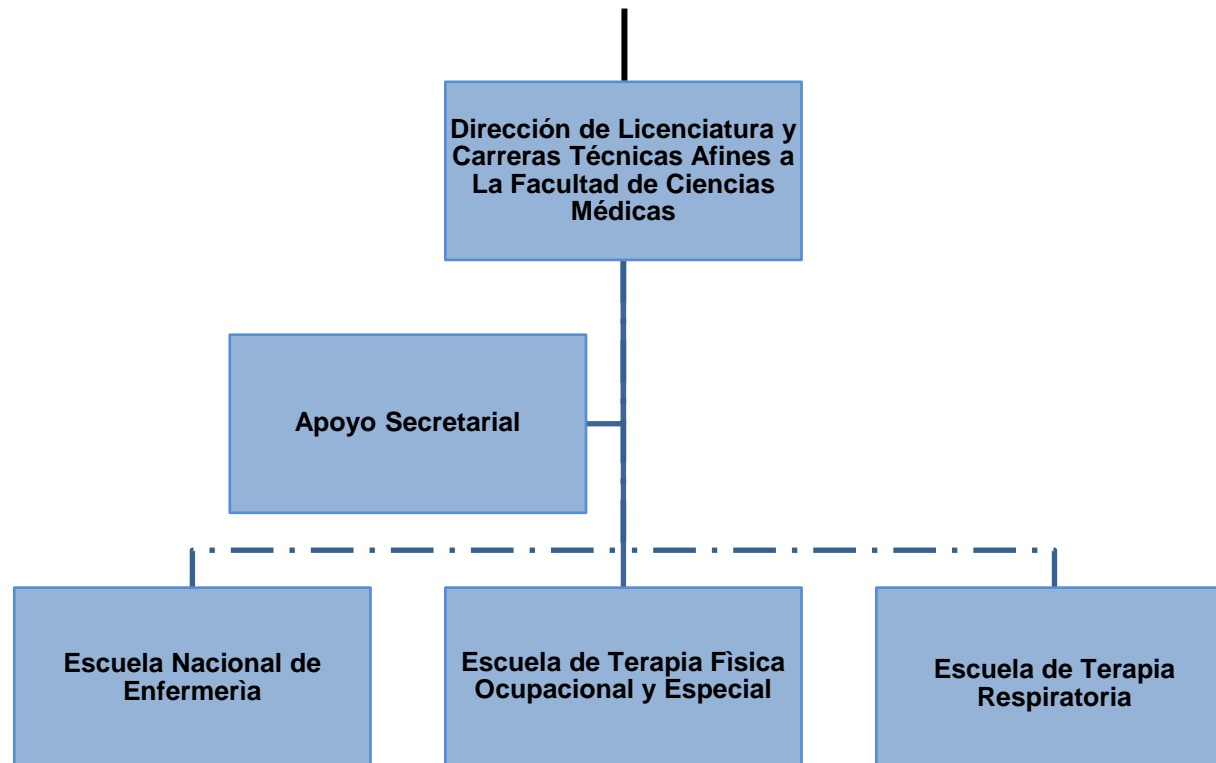 Dirección de Licenciatura y
Carreras Técnicas Afines a
La Facultad de Ciencias
Médicas
Apoyo Secretarial
Escuela Nacional de
Enfermerìa
Escuela de Terapia Fìsica
Ocupacional y Especial
Escuela de Terapia
Respiratoria